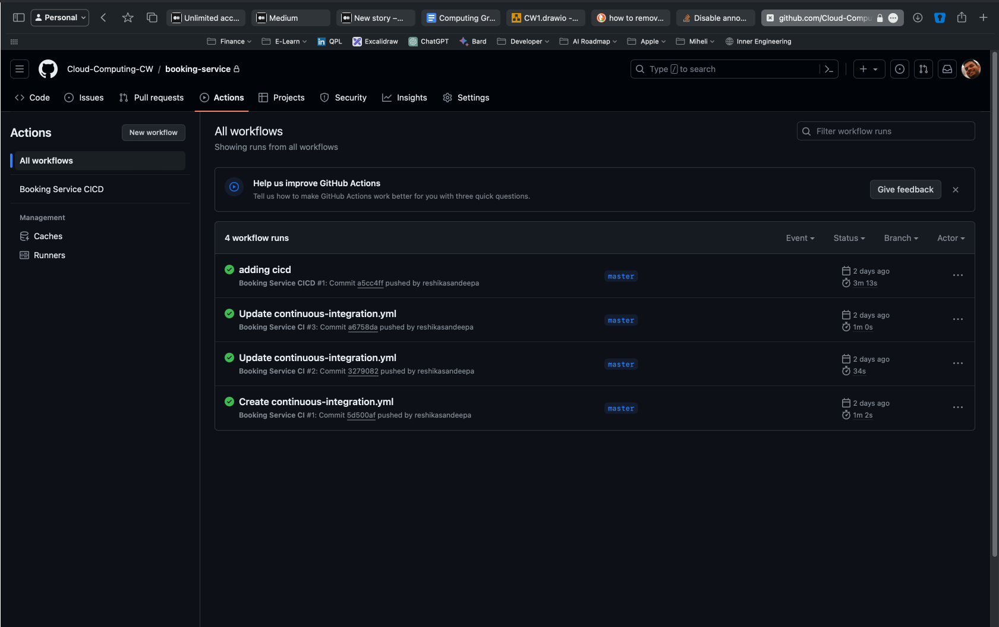 Personal
Unlimited acc...
Medium
New story –...
Computing Gr...
CW1.drawio -...
how to remov...
Disable anno...
github.com/Cloud-Compu
Finance
E-Learn
in QPL
Excalidraw
ChatGPT
Bard
Developer
AI Roadmap
Apple
Miheli
Inner Engineering
Cloud-Computing-CW / booking-service
Type / to search
Code
Issues
Pull requests
Actions
Projects
Security
Insights
Settings
Actions
New workflow
All workflows
Booking Service CICD
Management
Caches
Runners
All workflows
Showing runs from all workflows
Filter workflow runs
Help us improve GitHub Actions
Tell us how to make GitHub Actions work better for you with three quick questions.
Give feedback
4 workflow runs
Event
Status
Branch
Actor
adding cicd
Booking Service CICD #1: Commit a5cc4ff pushed by reshikasandeepa
master
2 days ago
3m 13s
Update continuous-integration.yml
Booking Service CI #3: Commit a6758da pushed by reshikasandeepa
master
2 days ago
1m 0s
Update continuous-integration.yml
Booking Service CI #2: Commit 3279082 pushed by reshikasandeepa
master
2 days ago
34s
Create continuous-integration.yml
Booking Service CI #1: Commit 5d500af pushed by reshikasandeepa
master
2 days ago
1m 2s